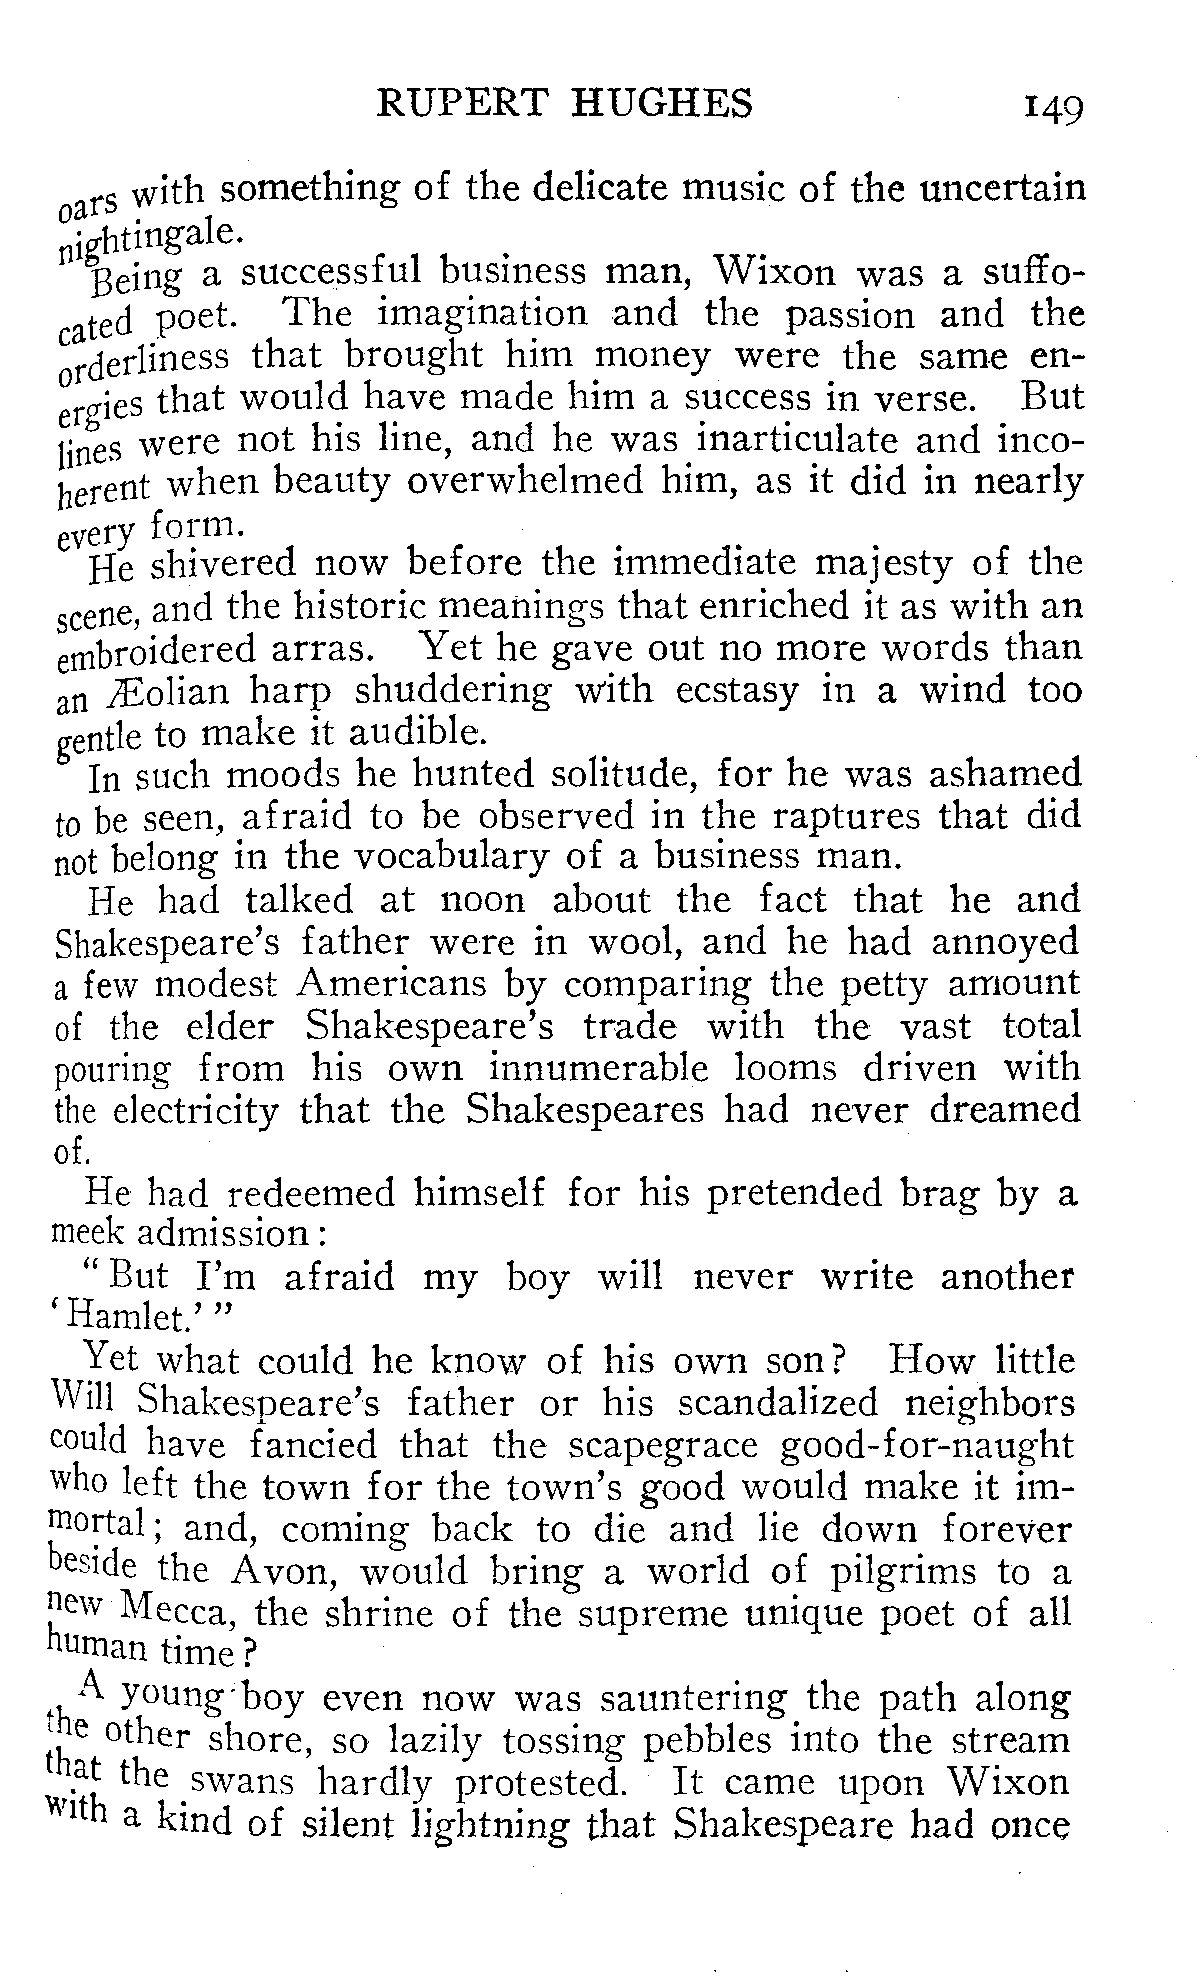 RUPERT HUGHES 149
oars with something of the delicate music of the uncertain
nightingale.
Being a successful business man, Wixon was a suffo-
cated poet. The imagination and the passion and the
orderliness that brought him money were the same en-
ergies that would have made him a success in verse. But
lines were not his line, and he was inarticulate and inco-
herent when beauty overwhelmed him, as it did in nearly
every form.
He shivered now before the immediate majesty of the
scene, and the historic meanings that enriched it as with an
embroidered arras. Yet he gave out no more words than
an Æolian harp shuddering with ecstasy in a wind too
gentle to make it audible.
In such moods he hunted solitude, for he was ashamed
to be seen, afraid to be observed in the raptures that did
not belong in the vocabulary of a business man.
He had talked at noon about the fact that he and
Shakespeare's father were in wool, and he had annoyed
a few modest Americans by comparing the petty amount
of the elder Shakespeare's trade with the vast total
pouring from his own innumerable looms driven with
the electricity that the Shakespeares had never dreamed
of.
He had redeemed himself for his pretended brag by a
meek admission:
"But I'm afraid my boy will never write another
'Hamlet.'"
Yet what could he know of his own son? How little
Will Shakespeare's father or his scandalized neighbors
could have fancied that the scapegrace good-for-naught
who left the town for the town's good would make it im-
mortal; and, coming back to die and lie down forever
beside the Avon, would bring a world of pilgrims to a
new Mecca, the shrine of the supreme unique poet of all
human time?
A young boy even now was sauntering the path along
the other shore, so lazily tossing pebbles into the stream
that the swans hardly protested. It came upon Wixon
with a kind of silent lightning that Shakespeare had once